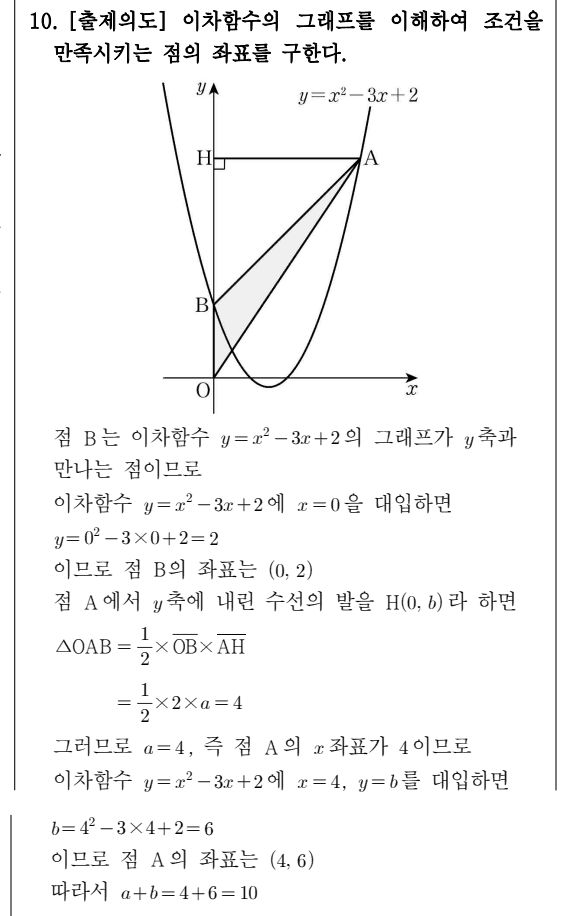 10. [출제의도] 이차함수의 그래프를 이해하여 조건을
만족시키는 점의 좌표를 구한다.
y
y=x²−3x+2
H
A
B
O
x
점 B는 이차함수 y=x²−3x+2의 그래프가 y축과
만나는 점이므로
이차함수 y=x²−3x+2에 x=0을 대입하면
y=0²−3×0+2=2
이므로 점 B의 좌표는 (0, 2)
점 A에서 y축에 내린 수선의 발을 H(0, b)라 하면
△OAB=1/2×O̅B̅×A̅H̅
=1/2×2×a=4
그러므로 a=4, 즉 점 A의 x좌표가 4이므로
이차함수 y=x²−3x+2에 x=4, y=b를 대입하면
b=4²−3×4+2=6
이므로 점 A의 좌표는 (4, 6)
따라서 a+b=4+6=10